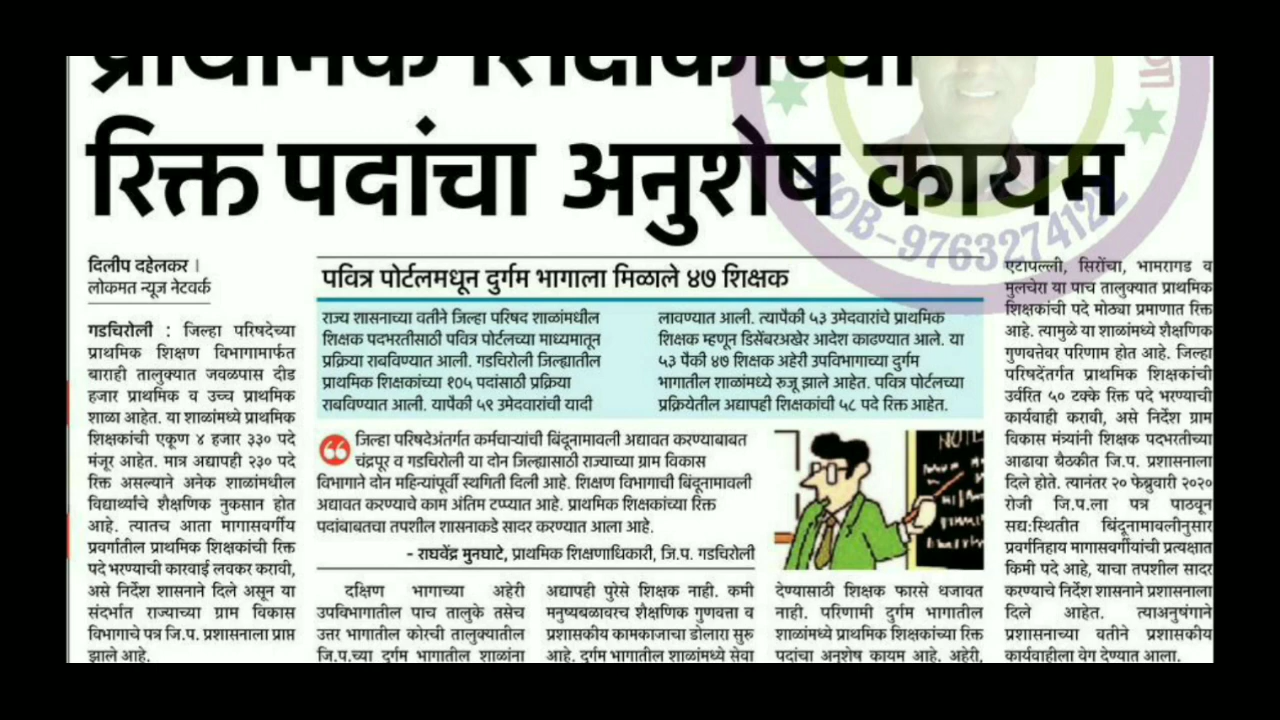 प्राथमिक शिक्षकांच्या
रिक्त पदांचा अनुशेष कायम
MOB-9763274122
दिलीप दहेलकर |
लोकमत न्यूज नेटवर्क
गडचिरोली : जिल्हा परिषदेच्या
प्राथमिक शिक्षण विभागामार्फत
बाराही तालुक्यात जवळपास दीड
हजार प्राथमिक व उच्च प्राथमिक
शाळा आहेत. या शाळांमध्ये प्राथमिक
शिक्षकांची एकूण ४ हजार ३३० पदे
मंजूर आहेत. मात्र अद्यापही २३० पदे
रिक्त असल्याने अनेक शाळांमधील
विद्यार्थ्यांचे शैक्षणिक नुकसान होत
आहे. त्यातच आता मागासवर्गीय
प्रवर्गातील प्राथमिक शिक्षकांची रिक्त
पदे भरण्याची कारवाई लवकर करावी,
असे निर्देश शासनाने दिले असून या
संदर्भात राज्याच्या ग्राम विकास
विभागाचे पत्र जि.प. प्रशासनाला प्राप्त
झाले आहे.
पवित्र पोर्टलमधून दुर्गम भागाला मिळाले ४७ शिक्षक
राज्य शासनाच्या वतीने जिल्हा परिषद शाळांमधील
शिक्षक पदभरतीसाठी पवित्र पोर्टलच्या माध्यमातून
प्रक्रिया राबविण्यात आली. गडचिरोली जिल्ह्यातील
प्राथमिक शिक्षकांच्या १०५ पदांसाठी प्रक्रिया
राबविण्यात आली. यापैकी ५९ उमेदवारांची यादी
लावण्यात आली. त्यापैकी ५३ उमेदवारांचे प्राथमिक
शिक्षक म्हणून डिसेंबरअखेर आदेश काढण्यात आले. या
५३ पैकी ४७ शिक्षक अहेरी उपविभागाच्या दुर्गम
भागातील शाळांमध्ये रुजू झाले आहेत. पवित्र पोर्टलच्या
प्रक्रियेतील अद्यापही शिक्षकांची ५८ पदे रिक्त आहेत.
जिल्हा परिषदेअंतर्गत कर्मचाऱ्यांची बिंदूनामावली अद्यावत करण्याबाबत
चंद्रपूर व गडचिरोली या दोन जिल्ह्यासाठी राज्याच्या ग्राम विकास
विभागाने दोन महिन्यांपूर्वी स्थगिती दिली आहे. शिक्षण विभागाची बिंदूनामावली
अद्यावत करण्याचे काम अंतिम टप्प्यात आहे. प्राथमिक शिक्षकांच्या रिक्त
पदांबाबतचा तपशील शासनाकडे सादर करण्यात आला आहे.
- राघवेंद्र मुनघाटे, प्राथमिक शिक्षणाधिकारी, जि.प. गडचिरोली
दक्षिण भागाच्या अहेरी
उपविभागातील पाच तालुके तसेच
उत्तर भागातील कोरची तालुक्यातील
जि.प.च्या दुर्गम भागातील शाळांना
अद्यापही पुरेसे शिक्षक नाही. कमी
मनुष्यबळावरच शैक्षणिक गुणवत्ता व
प्रशासकीय कामकाजाचा डोलारा सुरू
आहे. दुर्गम भागातील शाळांमध्ये सेवा
देण्यासाठी शिक्षक फारसे धजावत
नाही. परिणामी दुर्गम भागातील
शाळांमध्ये प्राथमिक शिक्षकांच्या रिक्त
पदांचा अनुशेष कायम आहे. अहेरी,
एटापल्ली, सिरोंचा, भामरागड व
मुलचेरा या पाच तालुक्यात प्राथमिक
शिक्षकांची पदे मोठ्या प्रमाणात रिक्त
आहे. त्यामुळे या शाळांमध्ये शैक्षणिक
गुणवत्तेवर परिणाम होत आहे. जिल्हा
परिषदेंतर्गत प्राथमिक शिक्षकांची
उर्वरित ५० टक्के रिक्त पदे भरण्याची
कार्यवाही करावी, असे निर्देश ग्राम
विकास मंत्र्यांनी शिक्षक पदभरतीच्या
आढावा बैठकीत जि.प. प्रशासनाला
दिले होते. त्यानंतर २० फेब्रुवारी २०२०
रोजी जि.प.ला पत्र पाठवून
सद्य:स्थितीत बिंदूनामावलीनुसार
प्रवर्गनिहाय मागासवर्गीयांची प्रत्यक्षात
किमी पदे आहे, याचा तपशील सादर
करण्याचे निर्देश शासनाने प्रशासनाला
दिले आहेत. त्याअनुषंगाने
प्रशासनाच्या वतीने प्रशासकीय
कार्यवाहीला वेग देण्यात आला.